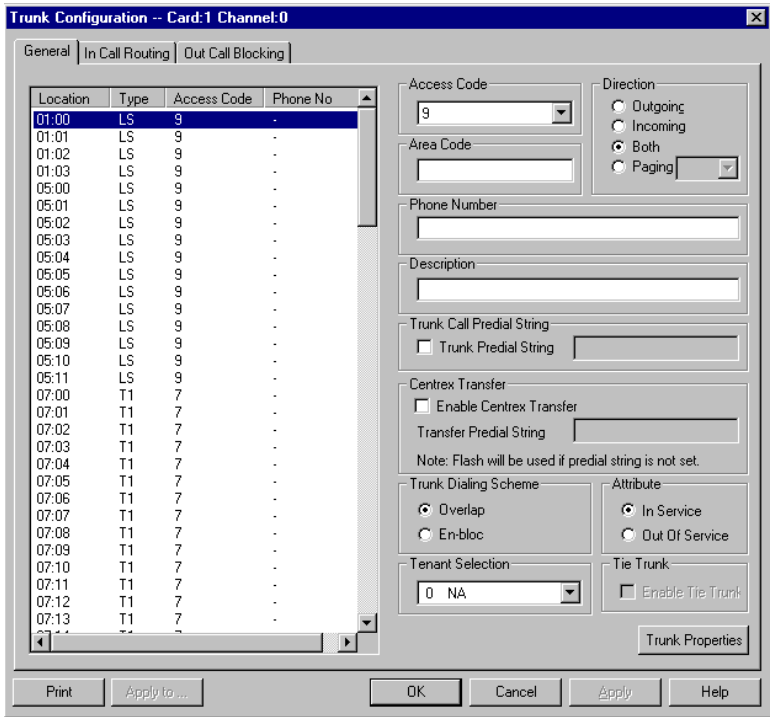 Trunk Configuration -- Card:1 Channel:0
General In Call Routing Out Call Blocking
Location Type Access Code Phone No
01:00 LS 9 -
01:01 LS 9 -
01:02 LS 9 -
01:03 LS 9 -
05:00 LS 9 -
05:01 LS 9 -
05:02 LS 9 -
05:03 LS 9 -
05:04 LS 9 -
05:05 LS 9 -
05:06 LS 9 -
05:07 LS 9 -
05:08 LS 9 -
05:09 LS 9 -
05:10 LS 9 -
05:11 LS 9 -
07:00 T1 7 -
07:01 T1 7 -
07:02 T1 7 -
07:03 T1 7 -
07:04 T1 7 -
07:05 T1 7 -
07:06 T1 7 -
07:07 T1 7 -
07:08 T1 7 -
07:09 T1 7 -
07:10 T1 7 -
07:11 T1 7 -
07:12 T1 7 -
07:13 T1 7 -
Access Code
9
Direction
Outgoing
Incoming
Both
Paging
Area Code
Phone Number
Description
Trunk Call Predial String
Trunk Predial String
Centrex Transfer
Enable Centrex Transfer
Transfer Predial String
Note: Flash will be used if predial string is not set.
Trunk Dialing Scheme
Overlap
En-bloc
Attribute
In Service
Out Of Service
Tenant Selection
0 NA
Tie Trunk
Enable Tie Trunk
Trunk Properties
Print Apply to ... OK Cancel Apply Help